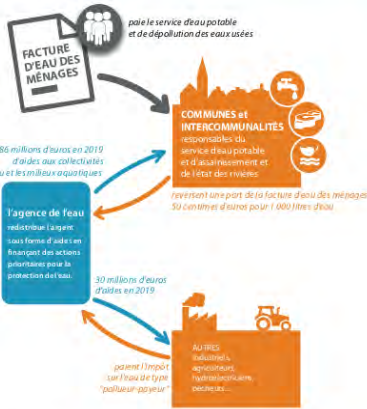 paie le service d'eau potable
et de dépollution des eaux usées
FACTURE
D'EAU DES
MÉNAGES
COMMUNES et
INTERCOMMUNALITÉS
responsables du
service d'eau potable
et d'assainissement et
de l'état des rivières
86 millions d'euros en 2019
d'aides aux collectivités
u et les milieux aquatiques
reversent une part de la facture d'eau des ménages
50 centimes d'euros pour 1 000 litres d'eau
l'agence de l'eau
redistribue l'argent
sous forme d'aides en
finançant des actions
prioritaires pour la
protection de l'eau.
30 millions d'euros
d'aides en 2019
AUTRES
industriels,
agriculteurs,
hydroélectriciens,
pêcheurs...
paient l'impôt
sur l'eau de type
"pollueur-payeur"